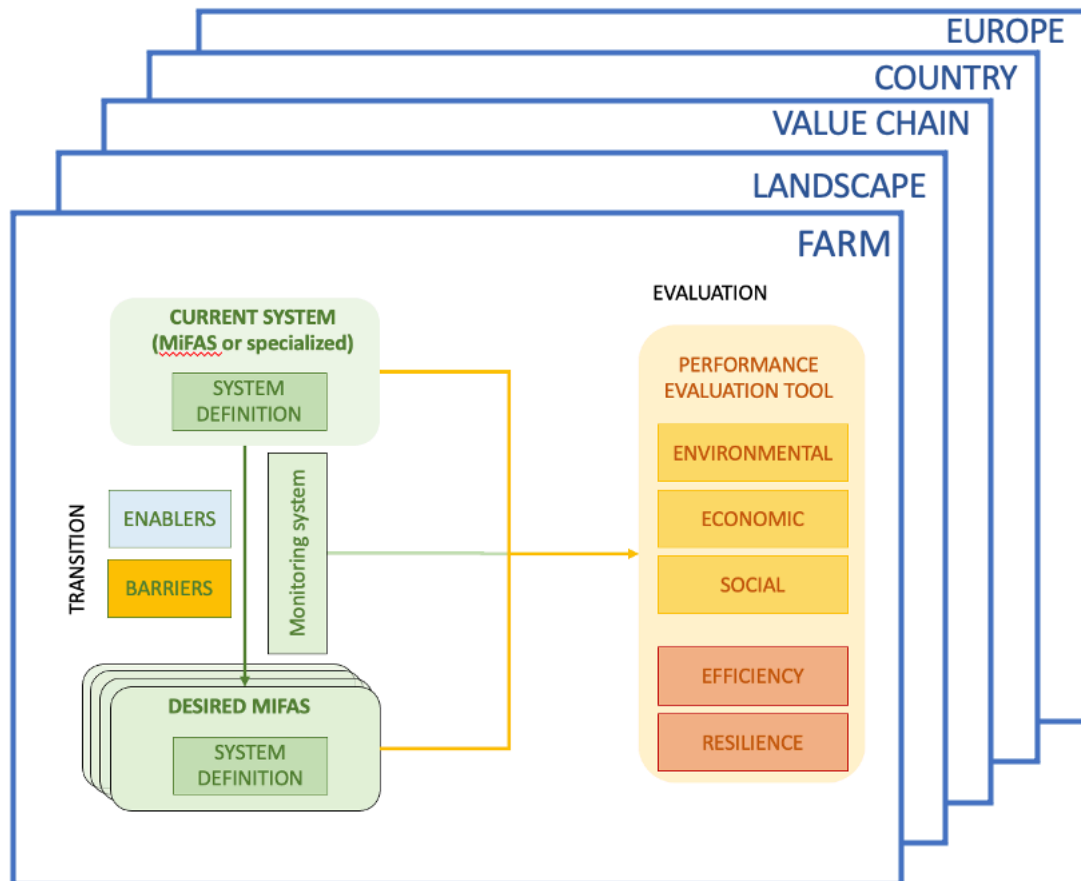 EUROPE
COUNTRY
VALUE CHAIN
LANDSCAPE
FARM
EVALUATION
CURRENT SYSTEM
(MiFAS or specialized)
SYSTEM
DEFINITION
TRANSITION
ENABLERS
BARRIERS
Monitoring system
DESIRED MIFAS
SYSTEM
DEFINITION
PERFORMANCE
EVALUATION TOOL
ENVIRONMENTAL
ECONOMIC
SOCIAL
EFFICIENCY
RESILIENCE